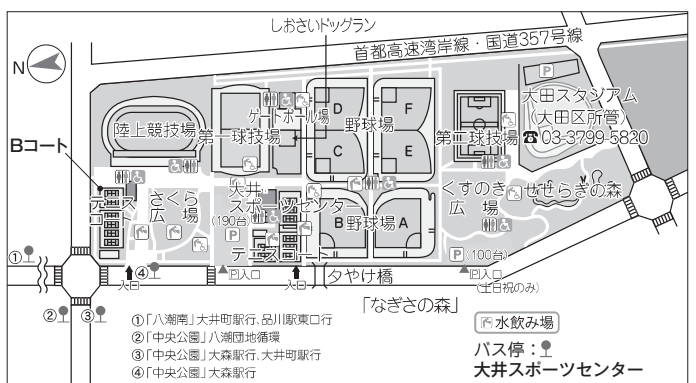 しおさいドッグラン
首都高速湾岸線・国道357号線
N
P
大田スタジアム
（大田区所管）
☎03-3799-5820
陸上競技場
第一球技場
ゲートボール場
D
F
野球場
C
E
第二球技場
Bコート
テニス
コート
さくら
広場
(190台)
P
大井
スポーツセンター
テニスコート
B
野球場
A
くすのき
広場
せせらぎの森
P
(100台)
①
入口
④
P入口
入口
夕やけ橋
P入口
(土日祝のみ)
「なぎさの森」
②
③
①「八潮南」大井町駅行、品川駅東口行
②「中央公園」八潮団地循環
③「中央公園」大森駅行、大井町駅行
④「中央公園」大森駅行
水飲み場
バス停：
大井スポーツセンター